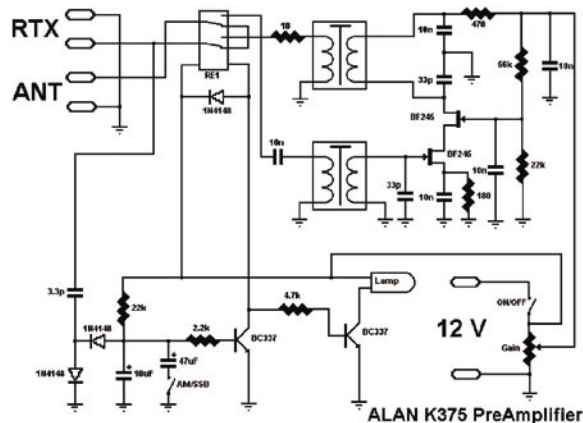 RTX
ANT
RE1
1N4148
10
10n
470
56k
10n
33p
BF245
BF245
10n
33p
10n
180
10n
22k
3.3p
22k
1N4148
1N4148
10uF
+
47uF
+
AM/SSB
2.2k
BC337
4.7k
BC337
Lamp
12 V
ON/OFF
Gain
ALAN K375 PreAmplifier